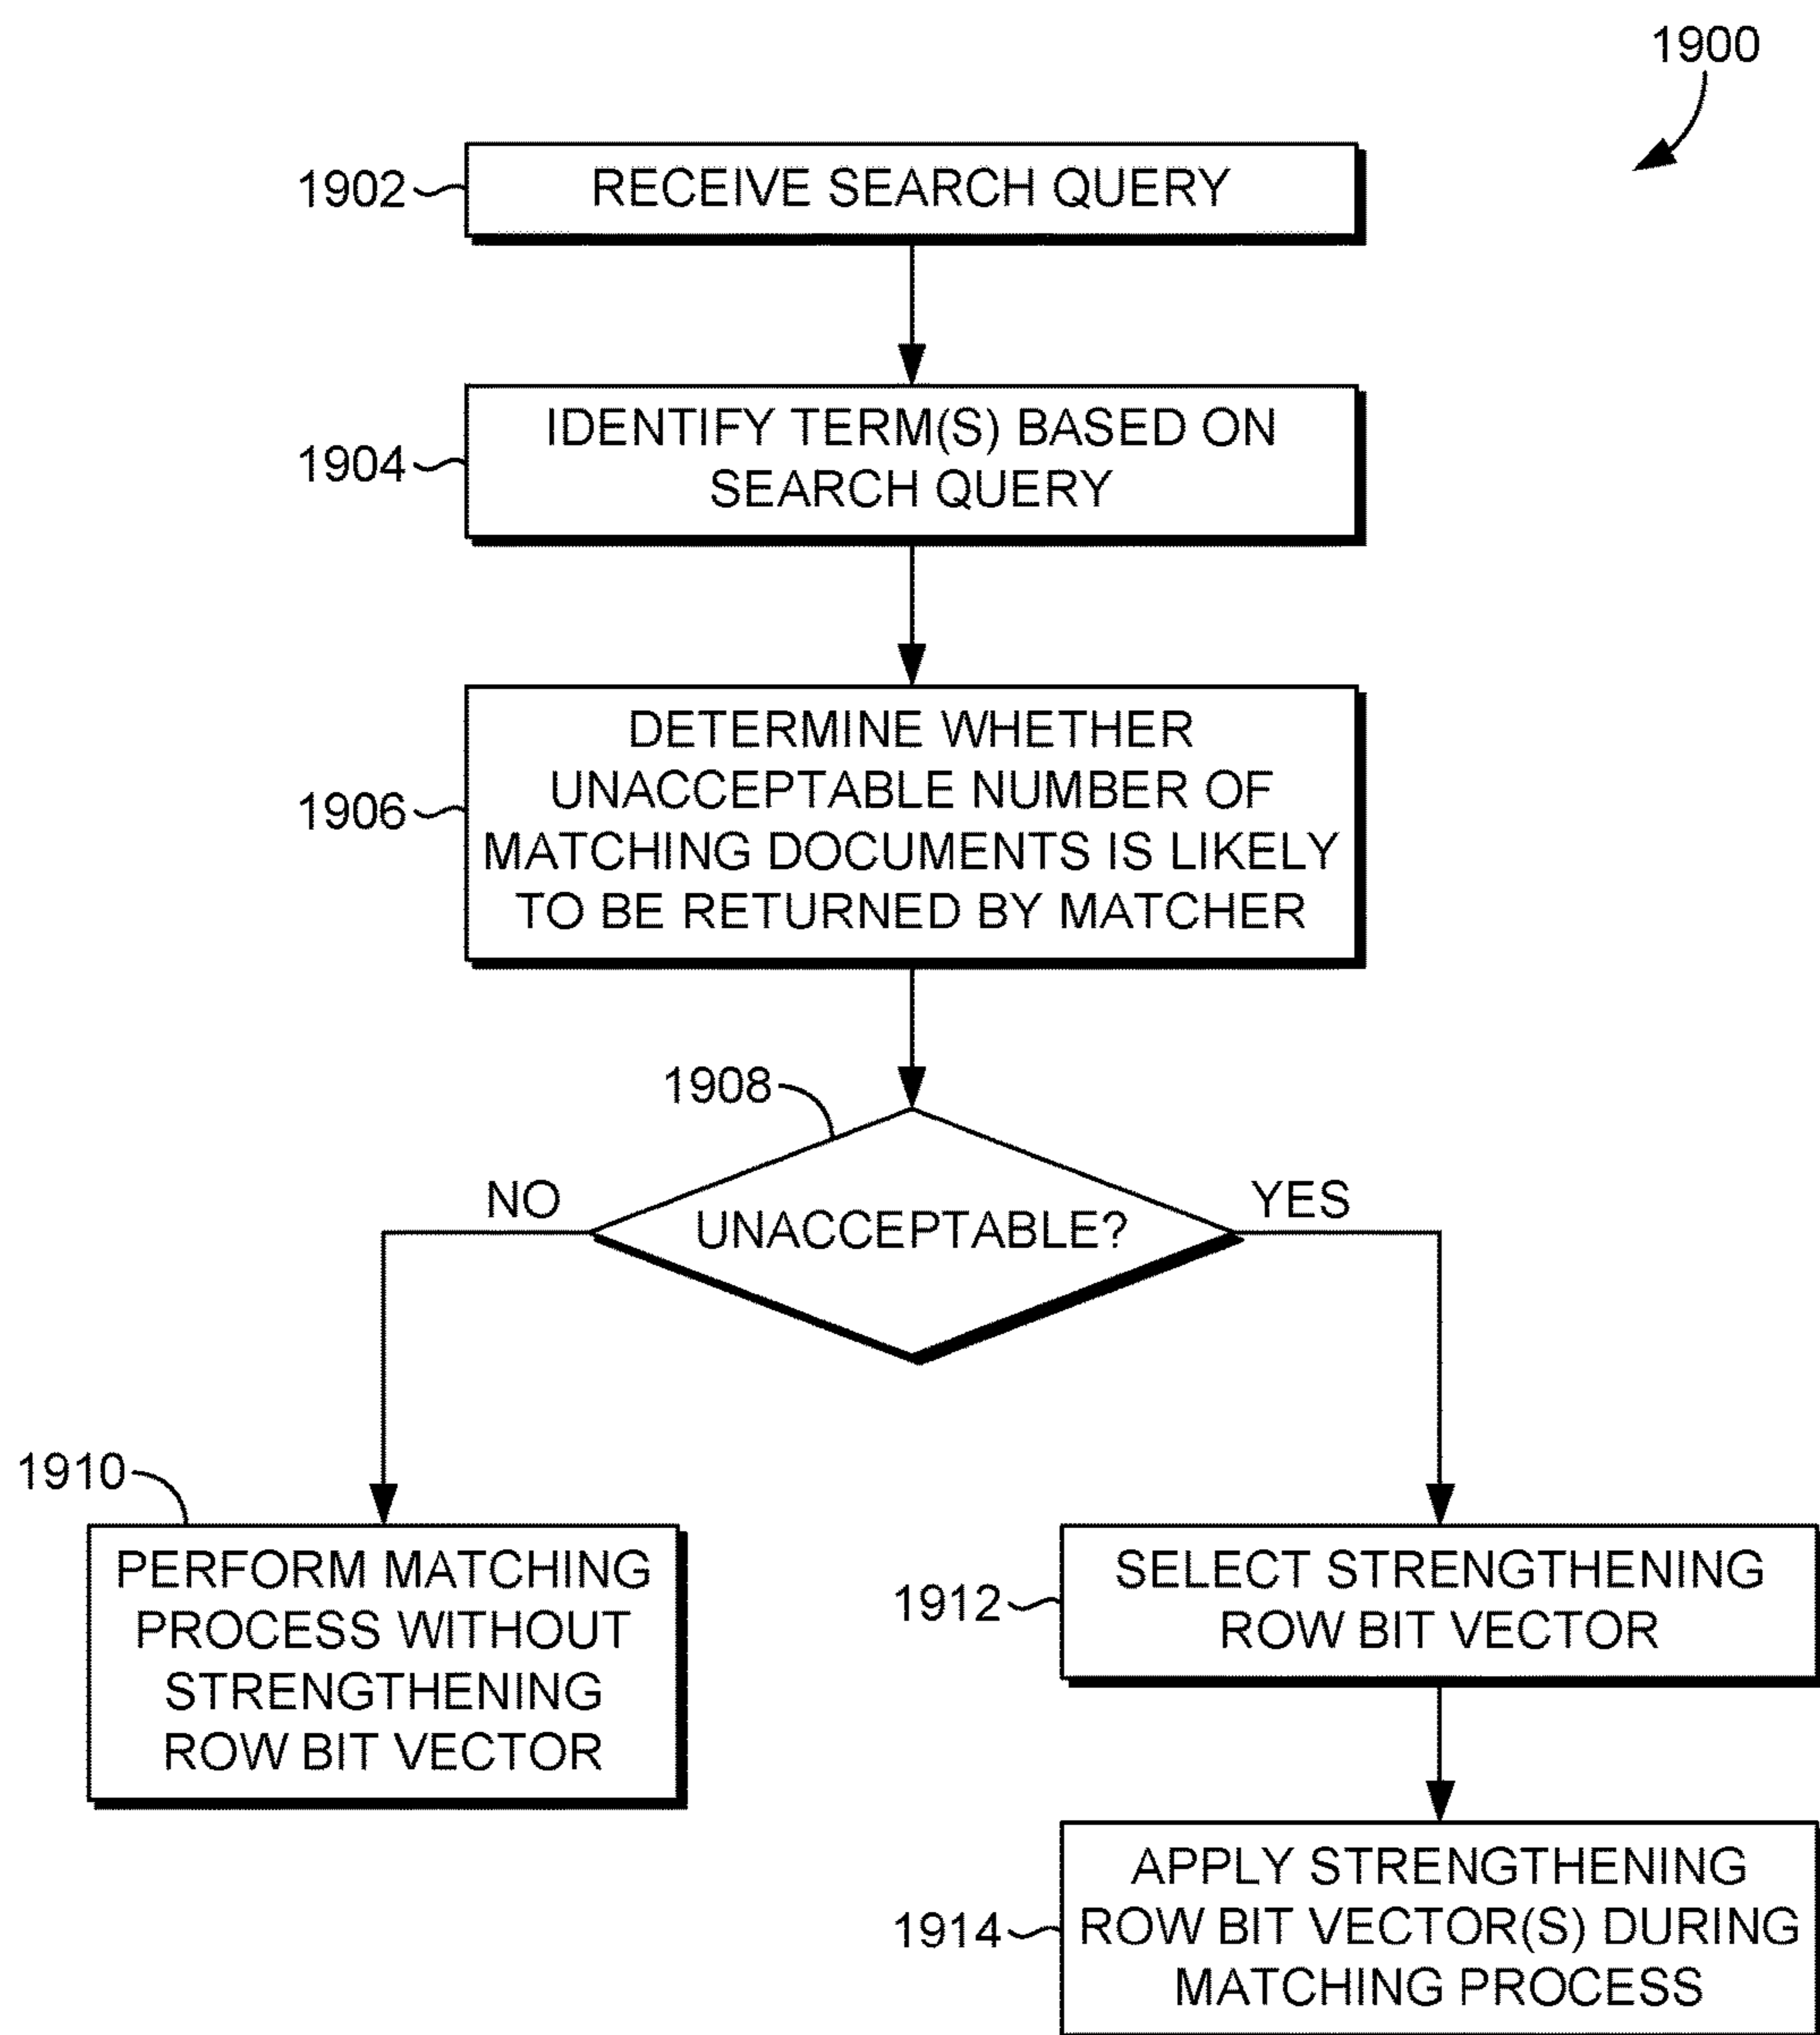 1900
1902
RECEIVE SEARCH QUERY
1904
IDENTIFY TERM(S) BASED ON
SEARCH QUERY
1906
DETERMINE WHETHER
UNACCEPTABLE NUMBER OF
MATCHING DOCUMENTS IS LIKELY
TO BE RETURNED BY MATCHER
1908
NO
UNACCEPTABLE?
YES
1910
PERFORM MATCHING
PROCESS WITHOUT
STRENGTHENING
ROW BIT VECTOR
1912
SELECT STRENGTHENING
ROW BIT VECTOR
1914
APPLY STRENGTHENING
ROW BIT VECTOR(S) DURING
MATCHING PROCESS